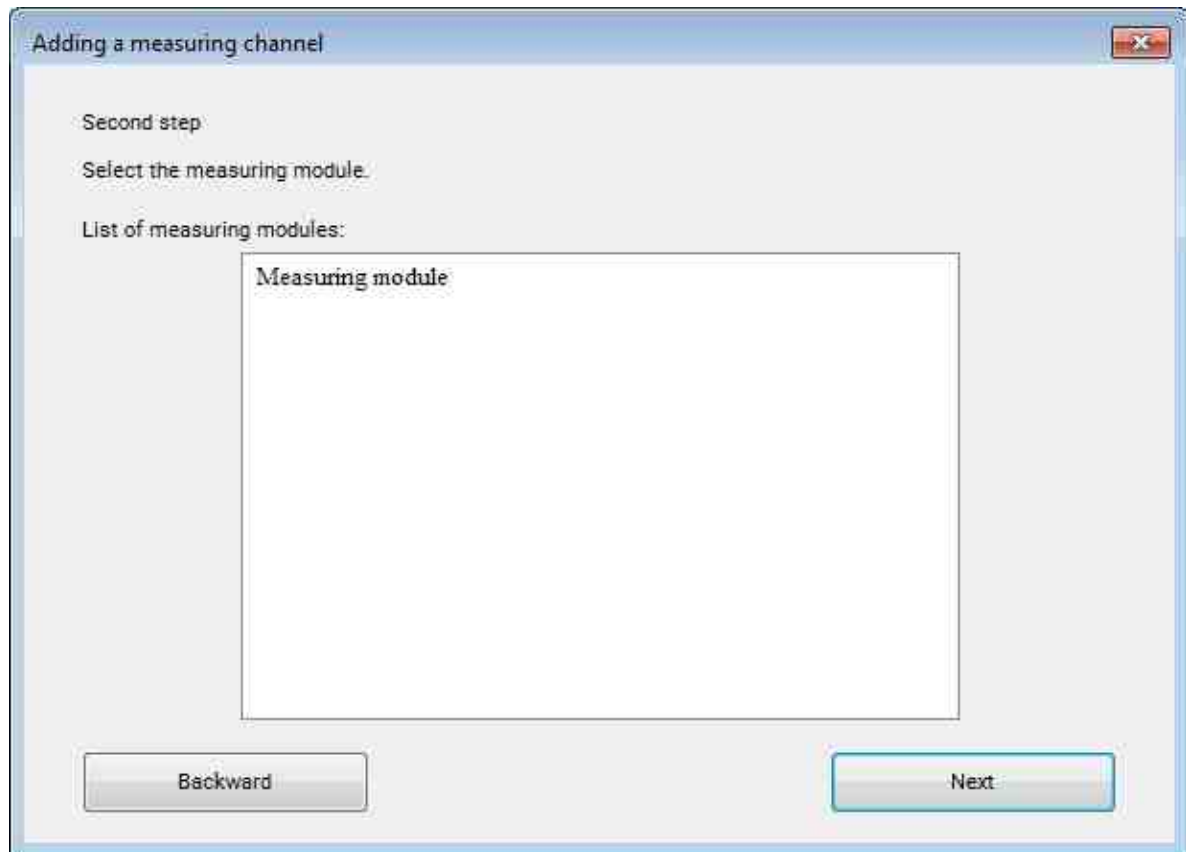 Adding a measuring channel
Second step
Select the measuring module.
List of measuring modules:
Measuring module
Backward
Next